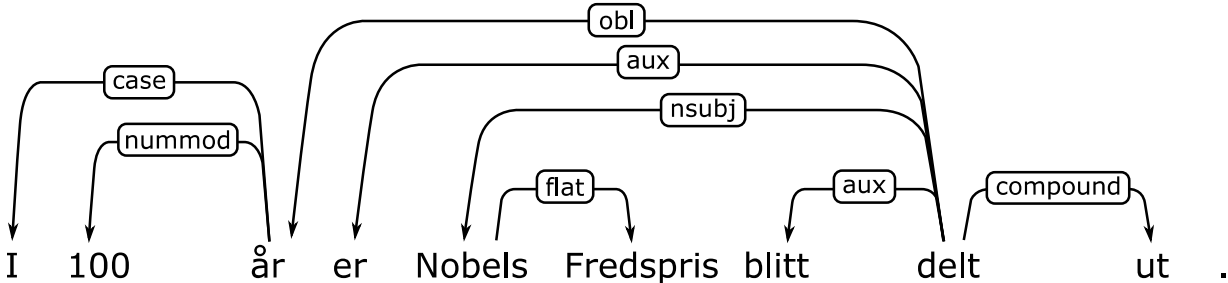 obl
aux
case
nsubj
nummod
flat aux compound
I 100 år er Nobels Fredspris blitt delt ut .